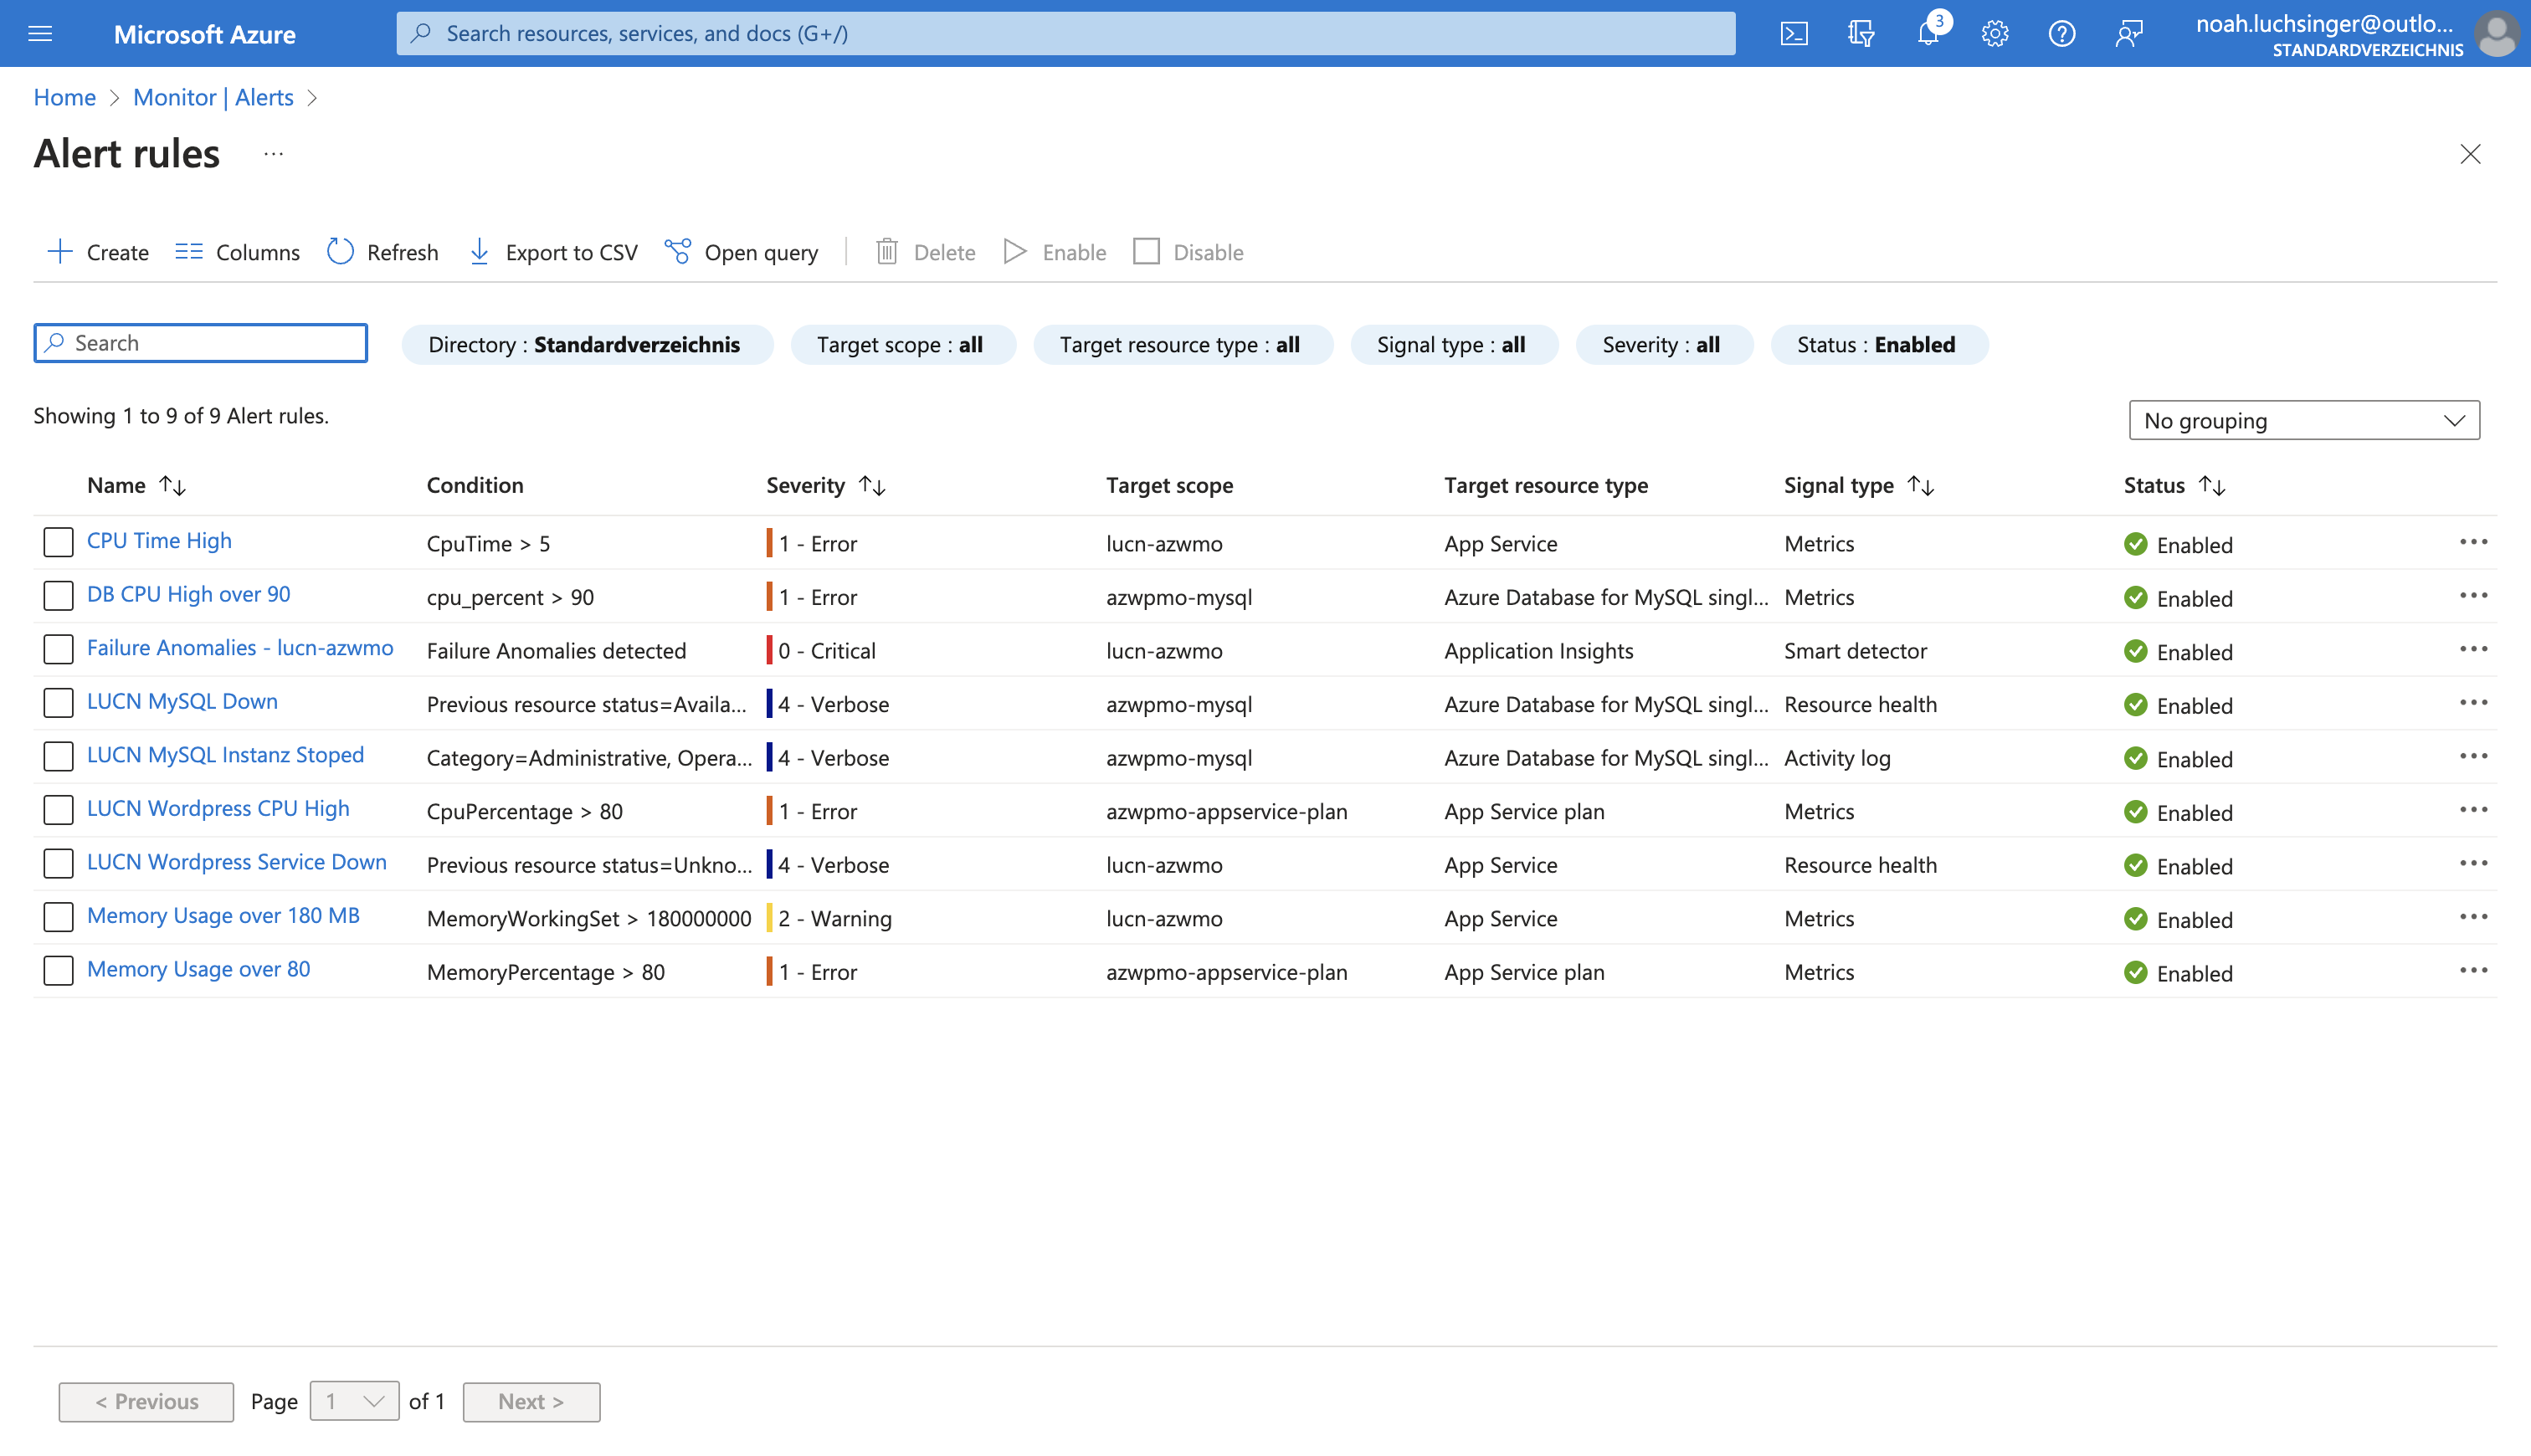 Microsoft Azure
Search resources, services, and docs (G+/)
3
noah.luchsinger@outlo...
STANDARDVERZEICHNIS
Home > Monitor | Alerts >
Alert rules ...
Create Columns Refresh Export to CSV Open query Delete Enable Disable
Search Directory : Standardverzeichnis Target scope : all Target resource type : all Signal type : all Severity : all Status : Enabled
Showing 1 to 9 of 9 Alert rules.
No grouping
Name Condition Severity Target scope Target resource type Signal type Status
CPU Time High CpuTime > 5 1 - Error lucn-azwmo App Service Metrics Enabled
DB CPU High over 90 cpu_percent > 90 1 - Error azwpmo-mysql Azure Database for MySQL singl... Metrics Enabled
Failure Anomalies - lucn-azwmo Failure Anomalies detected 0 - Critical lucn-azwmo Application Insights Smart detector Enabled
LUCN MySQL Down Previous resource status=Availa... 4 - Verbose azwpmo-mysql Azure Database for MySQL singl... Resource health Enabled
LUCN MySQL Instanz Stoped Category=Administrative, Opera... 4 - Verbose azwpmo-mysql Azure Database for MySQL singl... Activity log Enabled
LUCN Wordpress CPU High CpuPercentage > 80 1 - Error azwpmo-appservice-plan App Service plan Metrics Enabled
LUCN Wordpress Service Down Previous resource status=Unkno... 4 - Verbose lucn-azwmo App Service Resource health Enabled
Memory Usage over 180 MB MemoryWorkingSet > 180000000 2 - Warning lucn-azwmo App Service Metrics Enabled
Memory Usage over 80 MemoryPercentage > 80 1 - Error azwpmo-appservice-plan App Service plan Metrics Enabled
< Previous Page 1 of 1 Next >